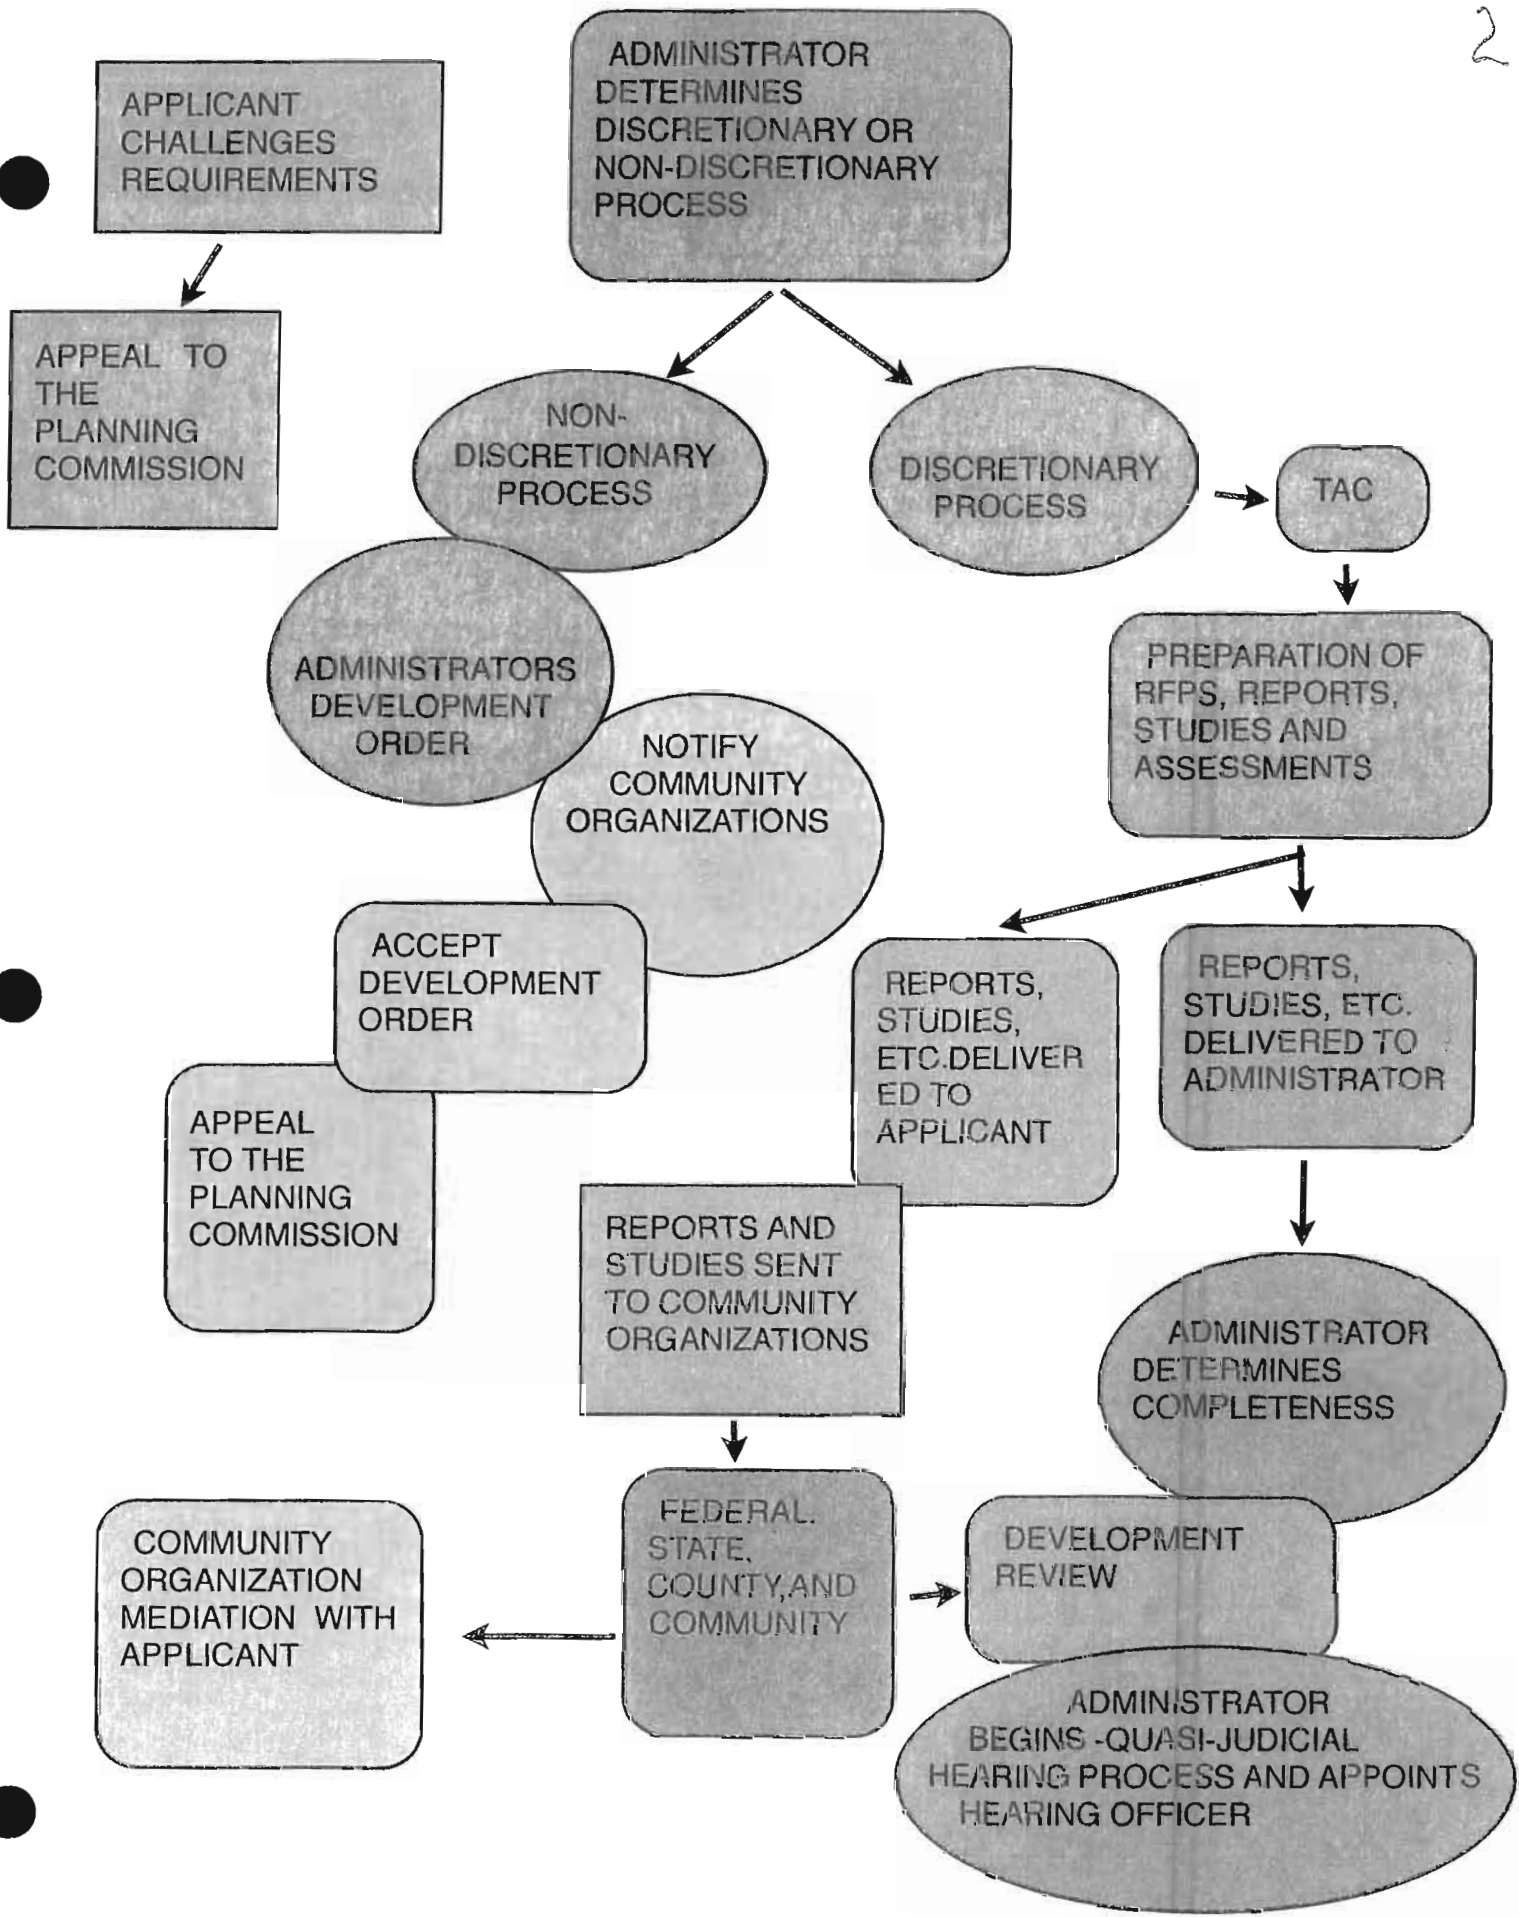 2
APPLICANT
CHALLENGES
REQUIREMENTS
ADMINISTRATOR
DETERMINES
DISCRETIONARY OR
NON-DISCRETIONARY
PROCESS
APPEAL TO
THE
PLANNING
COMMISSION
NON-
DISCRETIONARY
PROCESS
DISCRETIONARY
PROCESS
TAC
ADMINISTRATORS
DEVELOPMENT
ORDER
PREPARATION OF
RFPS, REPORTS,
STUDIES AND
ASSESSMENTS
NOTIFY
COMMUNITY
ORGANIZATIONS
ACCEPT
DEVELOPMENT
ORDER
REPORTS,
STUDIES,
ETC.DELIVER
ED TO
APPLICANT
REPORTS,
STUDIES, ETC.
DELIVERED TO
ADMINISTRATOR
APPEAL
TO THE
PLANNING
COMMISSION
REPORTS AND
STUDIES SENT
TO COMMUNITY
ORGANIZATIONS
ADMINISTRATOR
DETERMINES
COMPLETENESS
COMMUNITY
ORGANIZATION
MEDIATION WITH
APPLICANT
FEDERAL,
STATE,
COUNTY,AND
COMMUNITY
DEVELOPMENT
REVIEW
ADMINISTRATOR
BEGINS -QUASI-JUDICIAL
HEARING PROCESS AND APPOINTS
HEARING OFFICER